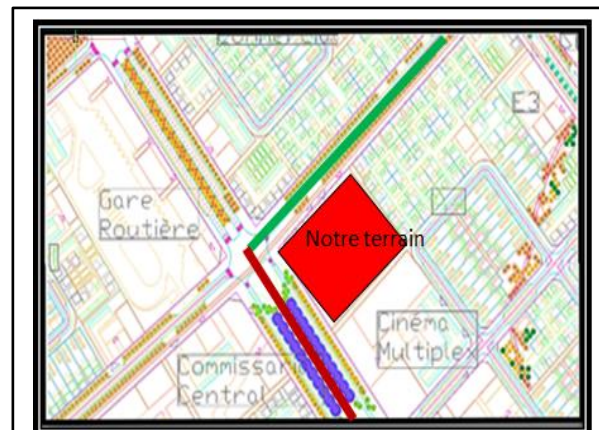 E3
Gare
Routière
Notre terrain
Cinéma
Multiplex
Commissariat
Central